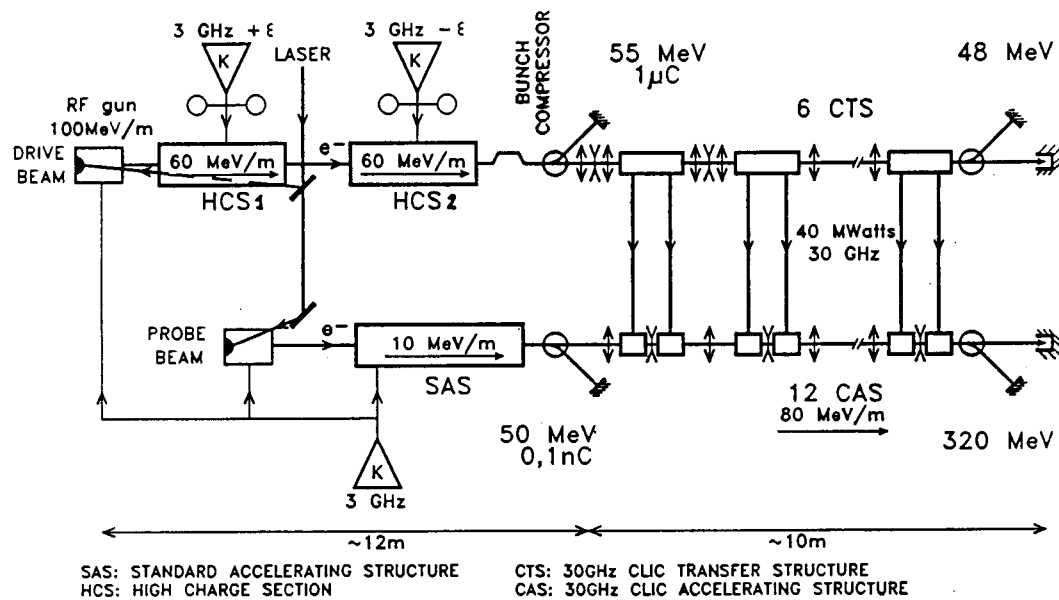 3 GHz + ε
3 GHz − ε
K
K
LASER
BUNCH
COMPRESSOR
55 MeV
1μC
48 MeV
RF gun
100MeV/m
6 CTS
DRIVE
BEAM
60 MeV/m
e−
60 MeV/m
HCS1
HCS2
40 MWatts
30 GHz
PROBE
BEAM
e−
10 MeV/m
SAS
12 CAS
80 MeV/m
50 MeV
0,1nC
320 MeV
K
3 GHz
~12m
~10m
SAS: STANDARD ACCELERATING STRUCTURE
HCS: HIGH CHARGE SECTION
CTS: 30GHz CLIC TRANSFER STRUCTURE
CAS: 30GHz CLIC ACCELERATING STRUCTURE